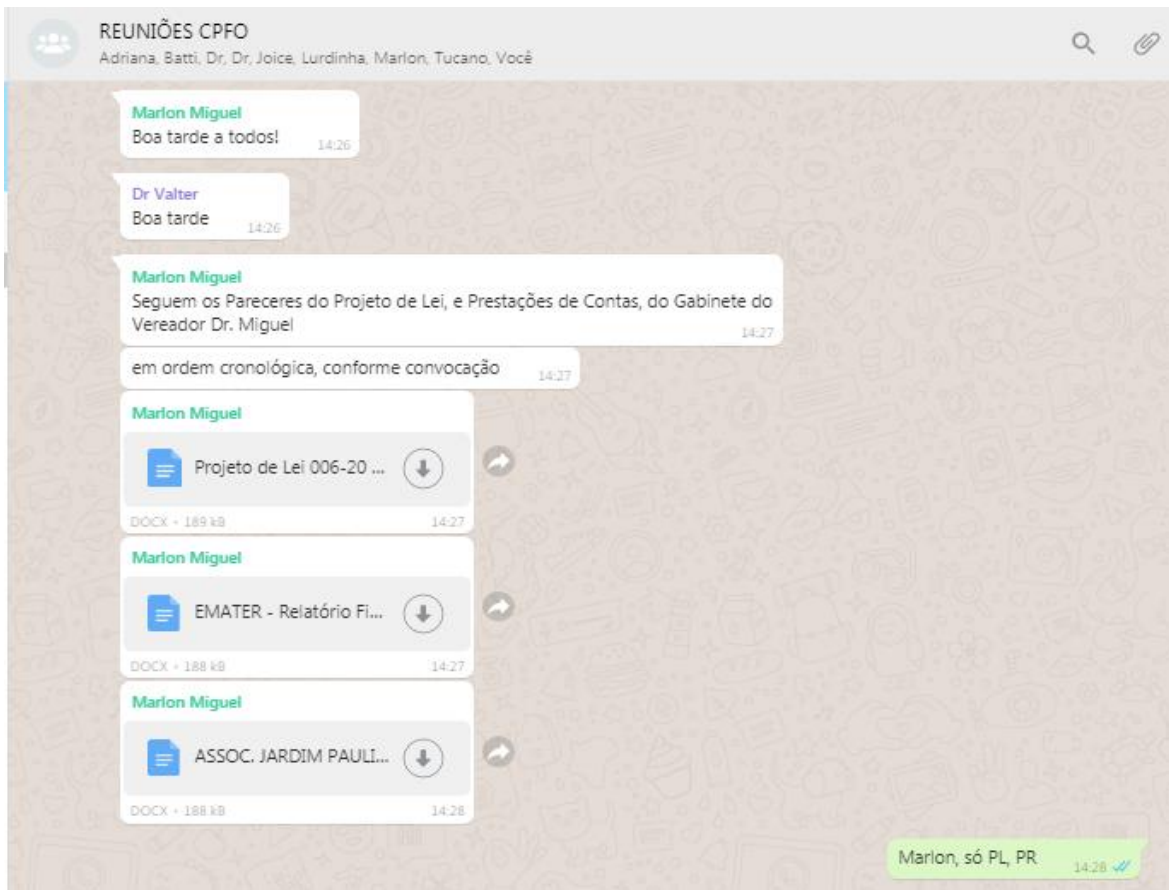 REUNIÕES CPFO
Adriana, Batti, Dr, Dr, Joice, Lurdinha, Marlon, Tucano, Você
Marlon Miguel
Boa tarde a todos!
14:26
Dr Valter
Boa tarde
14:26
Marlon Miguel
Seguem os Pareceres do Projeto de Lei, e Prestações de Contas, do Gabinete do
Vereador Dr. Miguel
14:27
em ordem cronológica, conforme convocação
14:27
Marlon Miguel
Projeto de Lei 006-20 ...
DOCX • 189 kB
14:27
Marlon Miguel
EMATER - Relatório Fi...
DOCX • 188 kB
14:27
Marlon Miguel
ASSOC. JARDIM PAULI...
DOCX • 188 kB
14:28
Marlon, só PL, PR
14:28